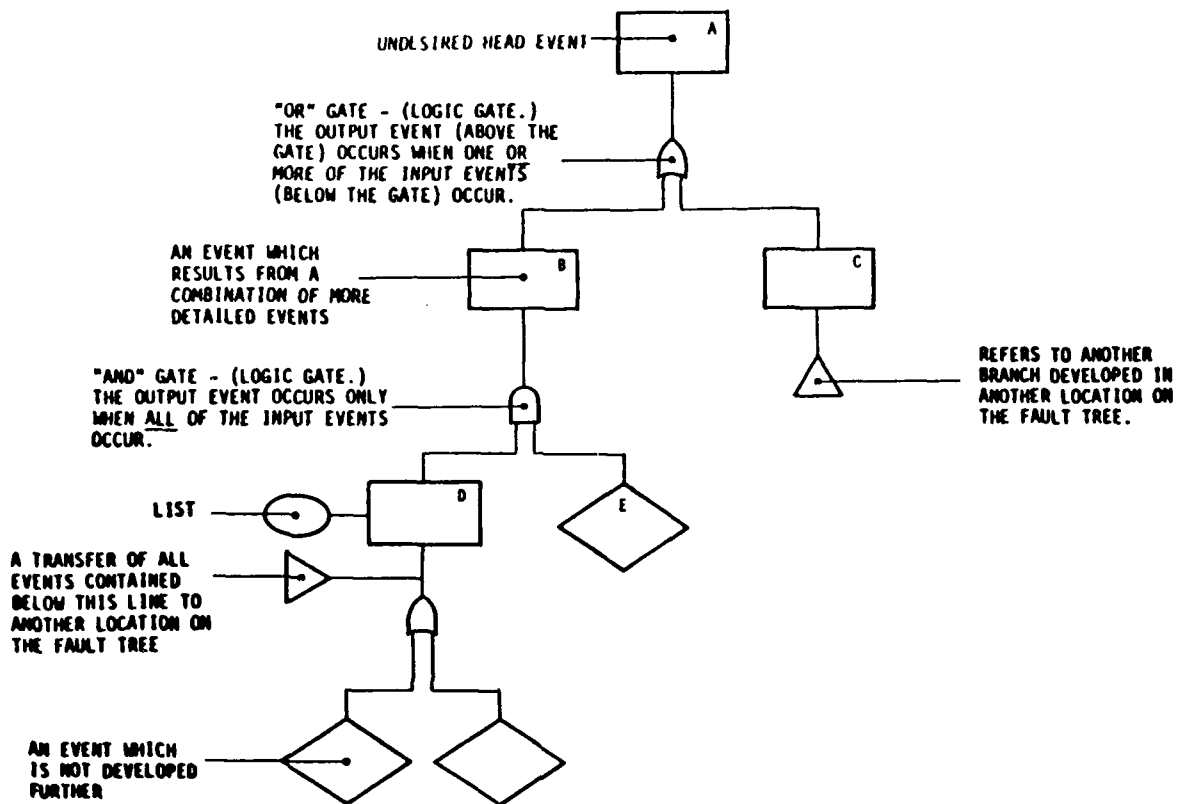 A
UNDESIRED HEAD EVENT
"OR" GATE - (LOGIC GATE.)
THE OUTPUT EVENT (ABOVE THE
GATE) OCCURS WHEN ONE OR
MORE OF THE INPUT EVENTS
(BELOW THE GATE) OCCUR.
AN EVENT WHICH
RESULTS FROM A
COMBINATION OF MORE
DETAILED EVENTS
B
C
REFERS TO ANOTHER
BRANCH DEVELOPED IN
ANOTHER LOCATION ON
THE FAULT TREE.
"AND" GATE - (LOGIC GATE.)
THE OUTPUT EVENT OCCURS ONLY
WHEN ALL OF THE INPUT EVENTS
OCCUR.
D
E
LIST
A TRANSFER OF ALL
EVENTS CONTAINED
BELOW THIS LINE TO
ANOTHER LOCATION ON
THE FAULT TREE
AN EVENT WHICH
IS NOT DEVELOPED
FURTHER